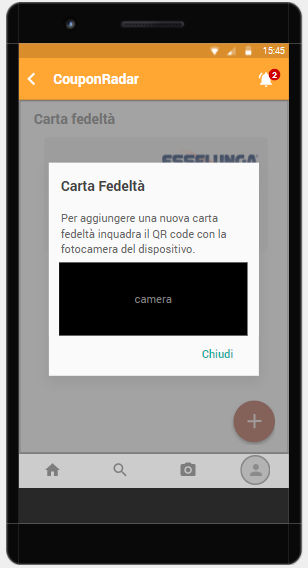 15:45
CouponRadar
2
Carta fedeltà
ESSELUNGA
Carta Fedeltà
Per aggiungere una nuova carta
fedeltà inquadra il QR code con la
fotocamera del dispositivo.
camera
Chiudi